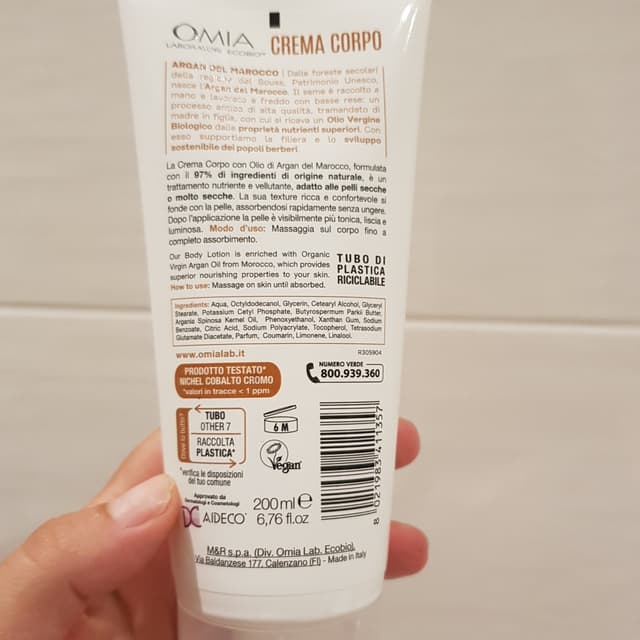 OMIA
LABORATOIRE ECOBIO
CREMA CORPO
ARGAN DEL MAROCCO | Dalle foreste secolari
della regione del Souss, Patrimonio Unesco,
nasce l'Argan del Marocco. Il seme è raccolto a
mano e lavorato a freddo con basse rese: un
processo antico di alta qualità, tramandato di
madre in figlia, con cui si ricava un Olio Vergine
Biologico dalle proprietà nutrienti superiori. Con
esso supportiamo la filiera e lo sviluppo
sostenibile dei popoli berberi.
La Crema Corpo con Olio di Argan del Marocco, formulata
con il 97% di ingredienti di origine naturale, è un
trattamento nutriente e vellutante, adatto alle pelli secche
o molto secche. La sua texture ricca e confortevole si
fonde con la pelle, assorbendosi rapidamente senza ungere.
Dopo l'applicazione la pelle è visibilmente più tonica, liscia e
luminosa. Modo d'uso: Massaggia sul corpo fino a
completo assorbimento.
Our Body Lotion is enriched with Organic
Virgin Argan Oil from Morocco, which provides
superior nourishing properties to your skin.
How to use: Massage on skin until absorbed.
TUBO DI
PLASTICA
RICICLABILE
Ingredients: Aqua, Octyldodecanol, Glycerin, Cetearyl Alcohol, Glyceryl
Stearate, Potassium Cetyl Phosphate, Butyrospermum Parkii Butter,
Argania Spinosa Kernel Oil, Phenoxyethanol, Xanthan Gum, Sodium
Benzoate, Citric Acid, Sodium Polyacrylate, Tocopherol, Tetrasodium
Glutamate Diacetate, Parfum, Coumarin, Limonene, Linalool.
www.omialab.it
R305904
PRODOTTO TESTATO*
NICHEL COBALTO CROMO
*valori in tracce < 1 ppm
NUMERO VERDE
800.939.360
Dove lo butto?
TUBO
OTHER 7
RACCOLTA
PLASTICA*
*verifica le disposizioni
del tuo comune
6 M
Vegan
Approvato da
Dermatologi e Cosmetologi
AIDECO
200 ml e
6,76 fl.oz
8 021983 411357
M&R s.p.a. (Div. Omia Lab. Ecobio),
Via Baldanzese 177, Calenzano (FI) - Made in Italy